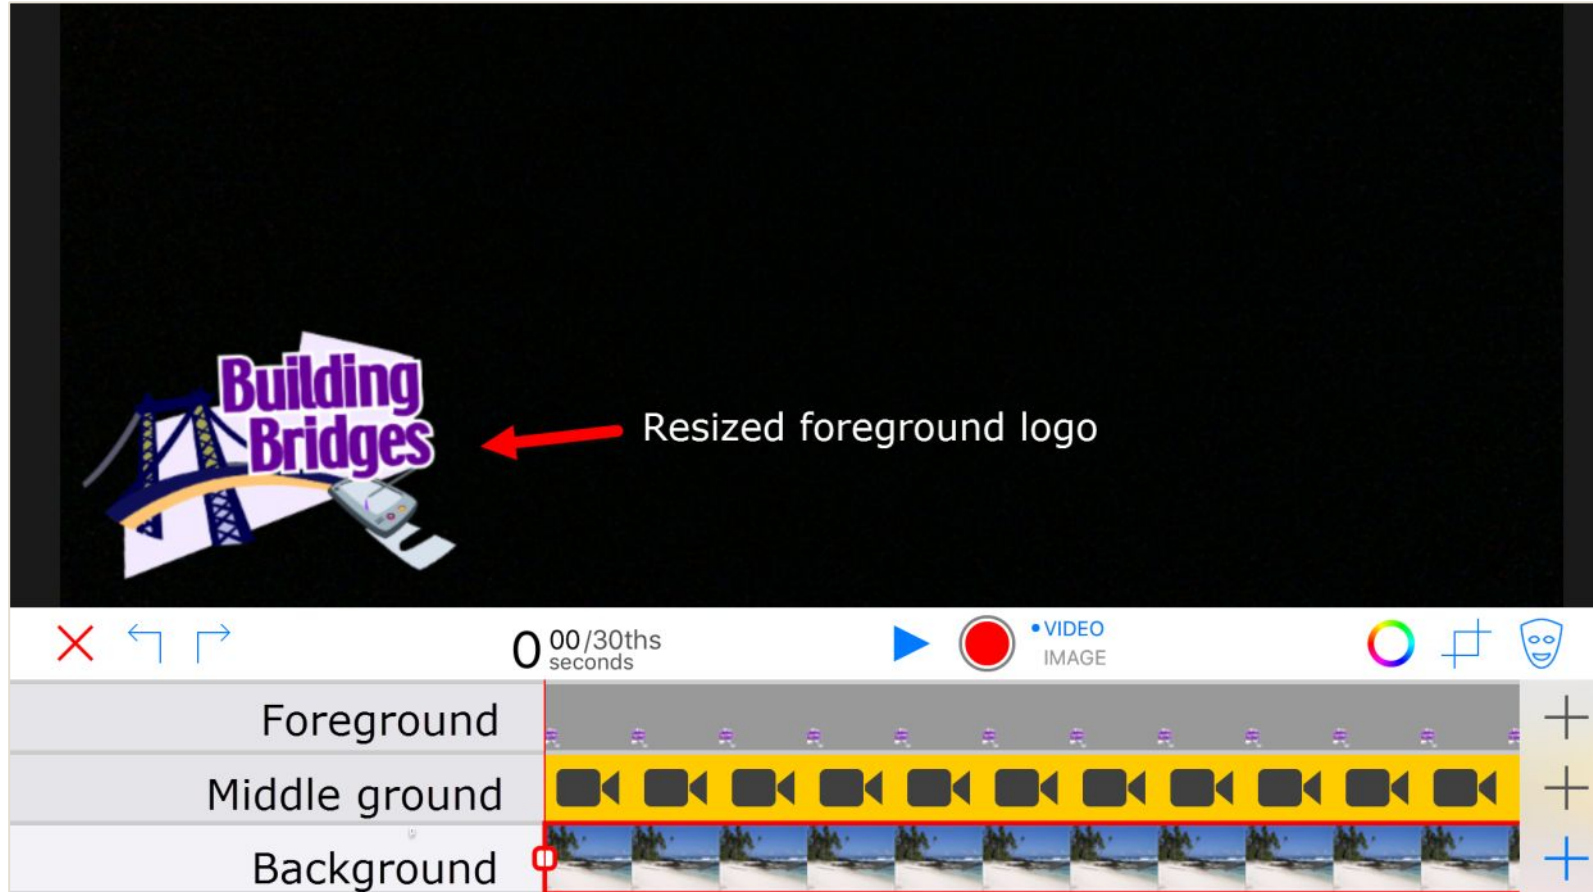 Building
Bridges
Resized foreground logo
0 00/30ths
seconds
VIDEO
IMAGE
Foreground
Middle ground
Background